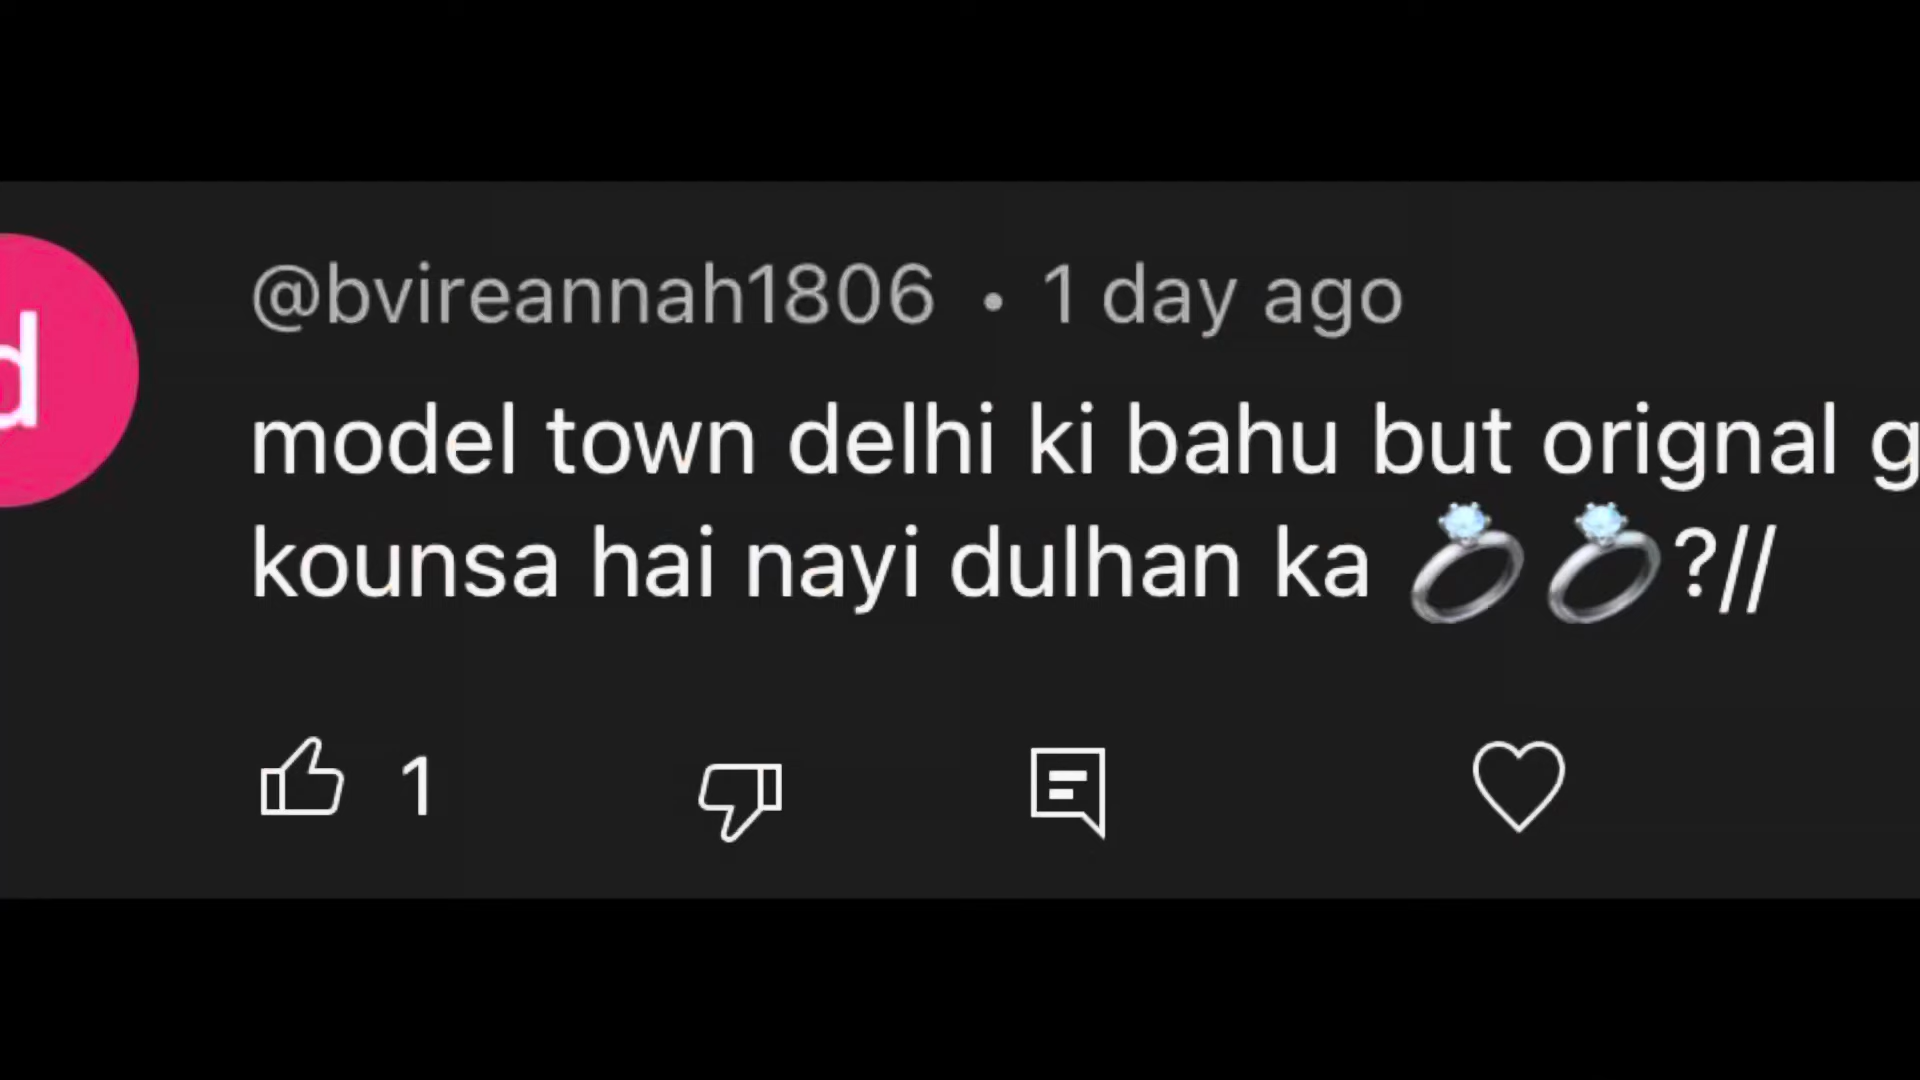 d
@bvireannah1806 • 1 day ago
model town delhi ki bahu but orignal g
kounsa hai nayi dulhan ka 💍💍?//
1